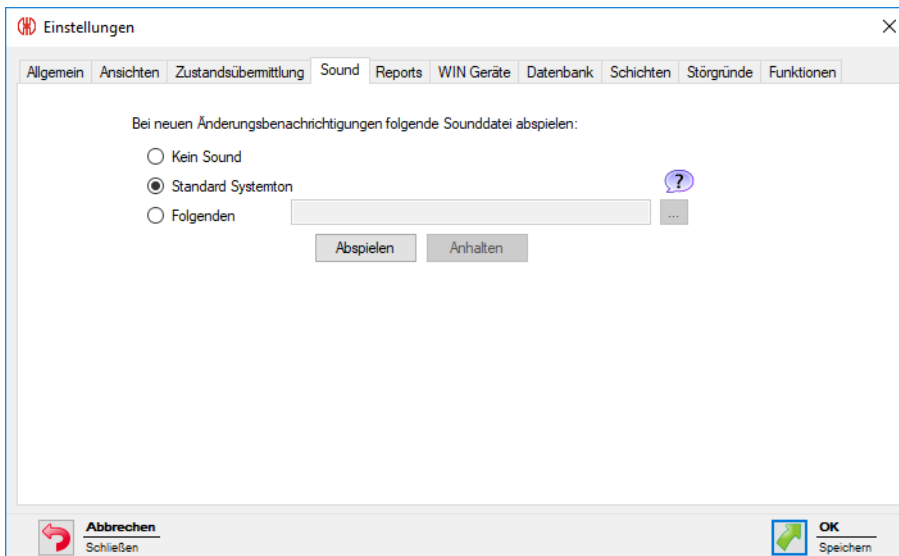 Einstellungen
Allgemein Ansichten Zustandsübermittlung Sound Reports WIN Geräte Datenbank Schichten Störgründe Funktionen
Bei neuen Änderungsbenachrichtigungen folgende Sounddatei abspielen:
Kein Sound
Standard Systemton
?
Folgenden
...
Abspielen Anhalten
Abbrechen
Schließen
OK
Speichern